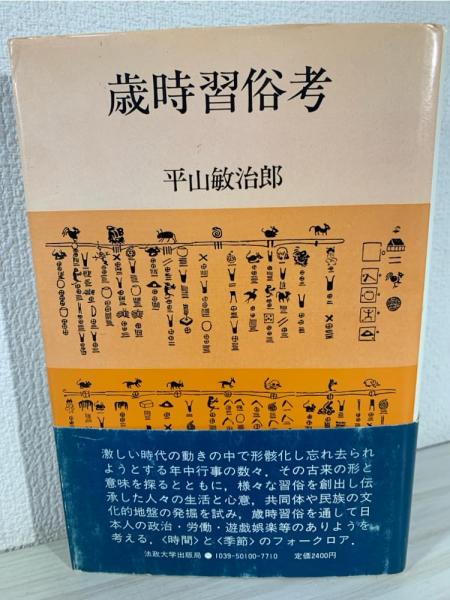 歳時習俗考
平山敏治郎
激しい時代の動きの中で形骸化し忘れ去られ
ようとする年中行事の数々，その古来の形と
意味を探るとともに，様々な習俗を創出し伝
承した人々の生活と心意，共同体や民族の文
化的地盤の発掘を試み，歳時習俗を通して日
本人の政治・労働・遊戯娯楽等のありようを
考える．〈時間〉と〈季節〉のフォークロア．
法政大学出版局●1039-50100-7710 定価2400円